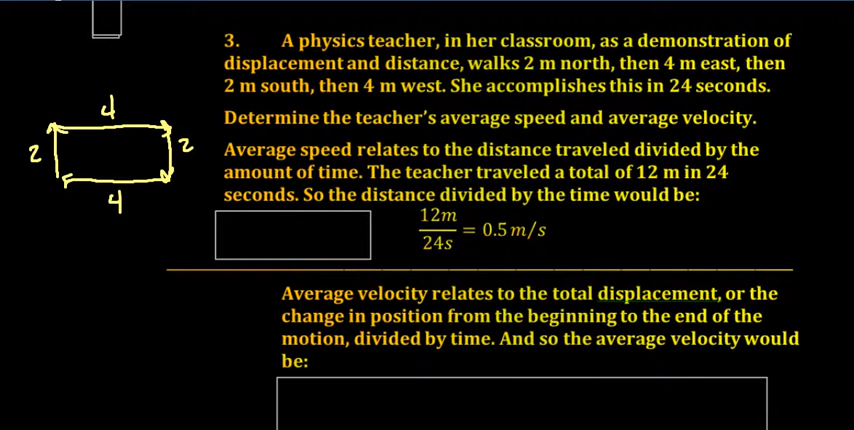 3. A physics teacher, in her classroom, as a demonstration of
displacement and distance, walks 2 m north, then 4 m east, then
2 m south, then 4 m west. She accomplishes this in 24 seconds.
Determine the teacher's average speed and average velocity.
Average speed relates to the distance traveled divided by the
amount of time. The teacher traveled a total of 12 m in 24
seconds. So the distance divided by the time would be:
12m
24s
= 0.5 m/s
4
2
2
4
Average velocity relates to the total displacement, or the
change in position from the beginning to the end of the
motion, divided by time. And so the average velocity would
be: